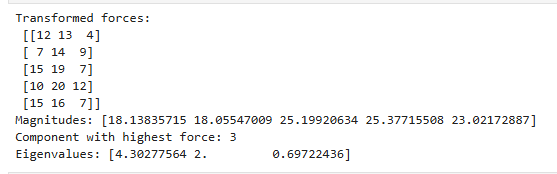 Transformed forces:
 [[12 13  4]
 [ 7 14  9]
 [15 19  7]
 [10 20 12]
 [15 16  7]]
Magnitudes: [18.13835715 18.05547009 25.19920634 25.37715508 23.02172887]
Component with highest force: 3
Eigenvalues: [4.30277564 2.         0.69722436]